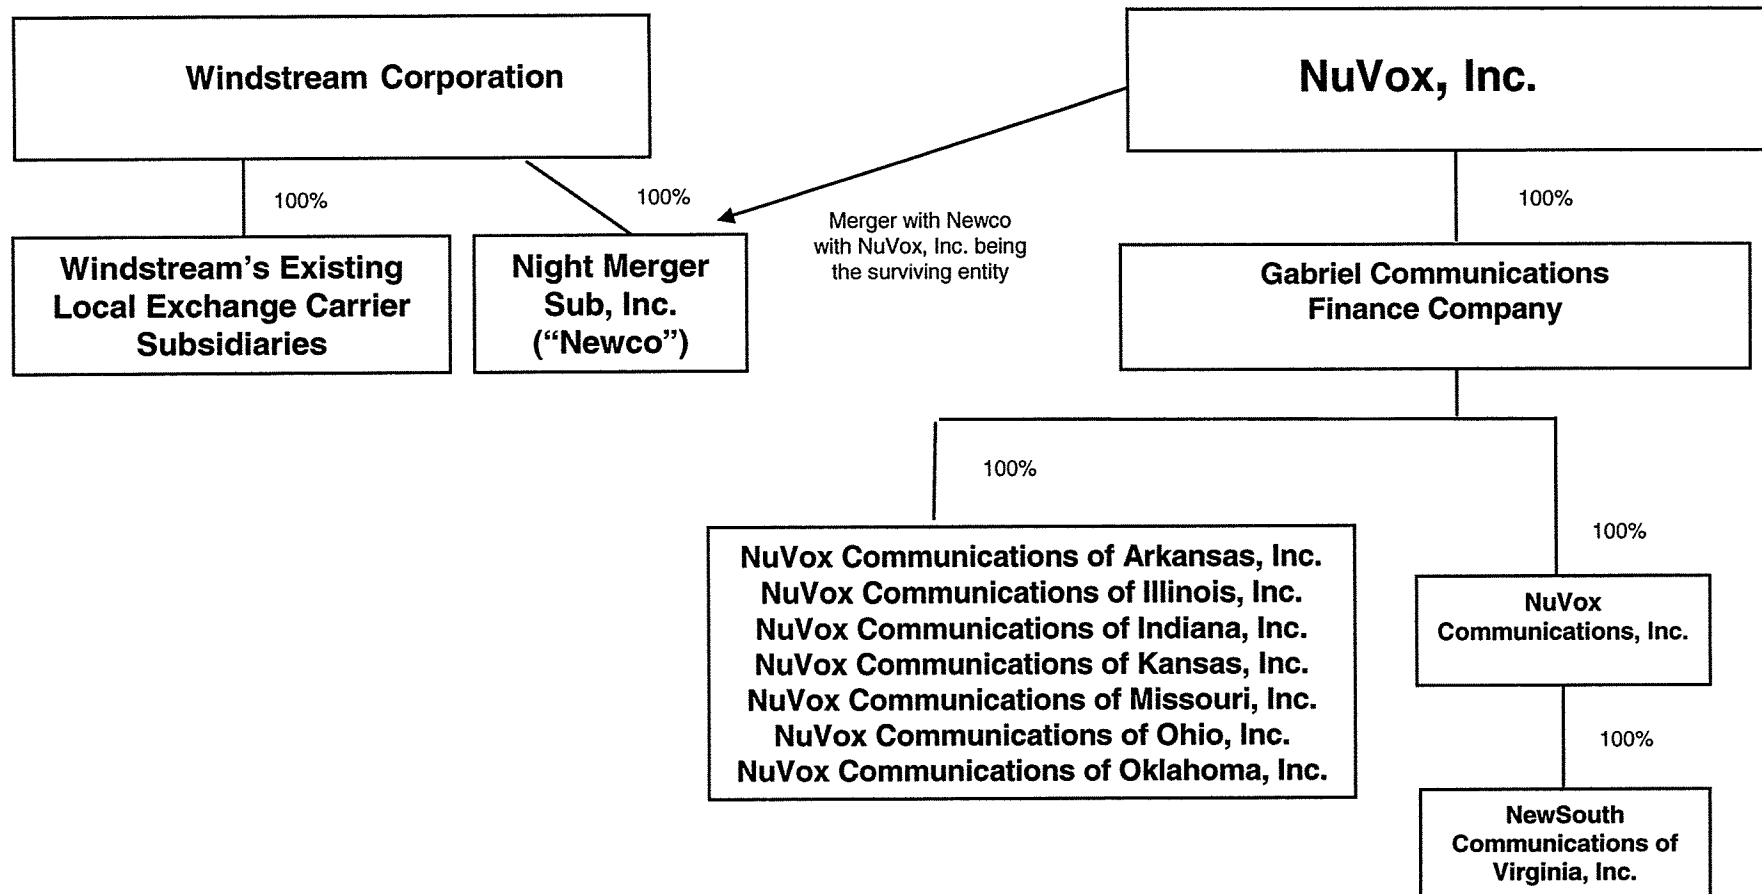 Windstream Corporation
NuVox, Inc.
100%
100%
100%
Merger with Newco
with NuVox, Inc. being
the surviving entity
Windstream's Existing
Local Exchange Carrier
Subsidiaries
Night Merger
Sub, Inc.
(“Newco”)
Gabriel Communications
Finance Company
100%
100%
NuVox Communications of Arkansas, Inc.
NuVox Communications of Illinois, Inc.
NuVox Communications of Indiana, Inc.
NuVox Communications of Kansas, Inc.
NuVox Communications of Missouri, Inc.
NuVox Communications of Ohio, Inc.
NuVox Communications of Oklahoma, Inc.
NuVox
Communications, Inc.
100%
NewSouth
Communications of
Virginia, Inc.